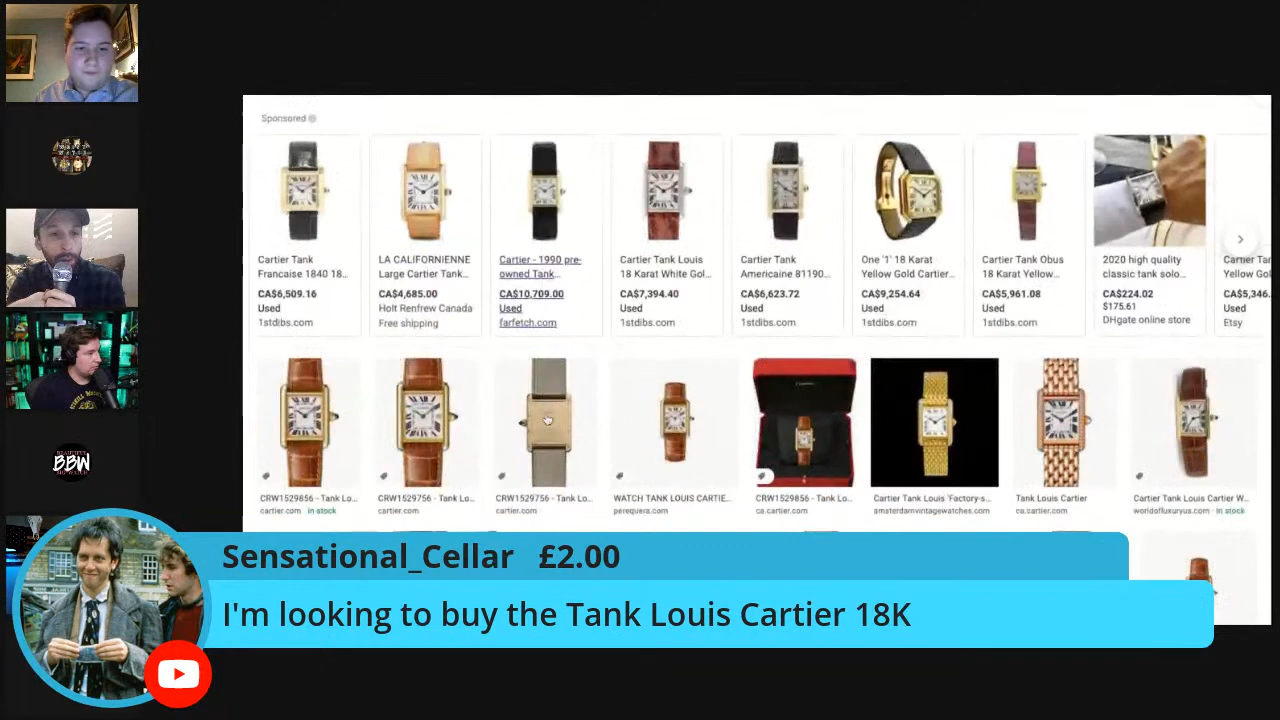 Sponsored
Cartier Tank
Francaise 1840 18...
CA$6,509.16
Used
1stdibs.com
LA CALIFORNIENNE
Large Cartier Tank...
CA$4,685.00
Holt Renfrew Canada
Free shipping
Cartier - 1990 pre-
owned Tank...
CA$10,709.00
Used
farfetch.com
Cartier Tank Louis
18 Karat White Gol...
CA$7,394.40
Used
1stdibs.com
Cartier Tank
Americaine 81190...
CA$6,623.72
Used
1stdibs.com
One '1' 18 Karat
Yellow Gold Cartier...
CA$9,254.64
Used
1stdibs.com
Cartier Tank Obus
18 Karat Yellow...
CA$5,961.08
Used
1stdibs.com
2020 high quality
classic tank solo...
CA$224.02
$175.61
DHgate online store
Cartier Tan
Yellow Gol
CA$5,346.
Etsy
CRW1529856 - Tank Lo...
cartier.com · In stock
CRW1529756 - Tank Lo...
cartier.com
CRW1529756 - Tank Lo...
cartier.com
WATCH TANK LOUIS CARTIE...
perequera.com
CRW1529856 - Tank Lo...
ca.cartier.com
Cartier Tank Louis 'Factory-s...
amsterdamvintagewatches.com
Tank Louis Cartier
ca.cartier.com
Cartier Tank Louis Cartier W...
worldofluxuryus.com · In stock
BBW
Sensational_Cellar £2.00
I'm looking to buy the Tank Louis Cartier 18K